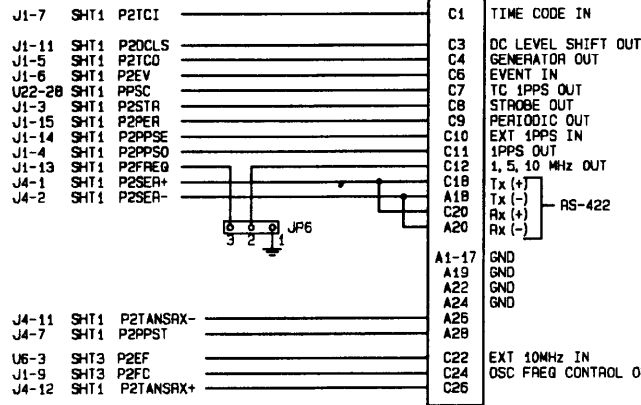 J1-7 SHT1 P2TCI C1 TIME CODE IN
J1-11 SHT1 P2DCLS C3 DC LEVEL SHIFT OUT
J1-5 SHT1 P2TCO C4 GENERATOR OUT
J1-6 SHT1 P2EV C6 EVENT IN
U22-28 SHT1 PPSC C7 TC 1PPS OUT
J1-3 SHT1 P2STR C8 STROBE OUT
J1-15 SHT1 P2PER C9 PERIODIC OUT
J1-14 SHT1 P2PPSE C10 EXT 1PPS IN
J1-4 SHT1 P2PPSO C11 1PPS OUT
J1-13 SHT1 P2FREQ C12 1, 5, 10 MHz OUT
J4-1 SHT1 P2SER+ C18 Tx (+)
J4-2 SHT1 P2SER- A18 Tx (-)
C20 Rx (+)
A20 Rx (-)
RS-422
JP6
3 2 1
A1-17 GND
A19 GND
A22 GND
A24 GND
J4-11 SHT1 P2TANSRX- A26
J4-7 SHT1 P2PPST A28
U6-3 SHT3 P2EF C22 EXT 10MHz IN
J1-9 SHT3 P2FC C24 OSC FREQ CONTROL O
J4-12 SHT1 P2TANSRX+ C26